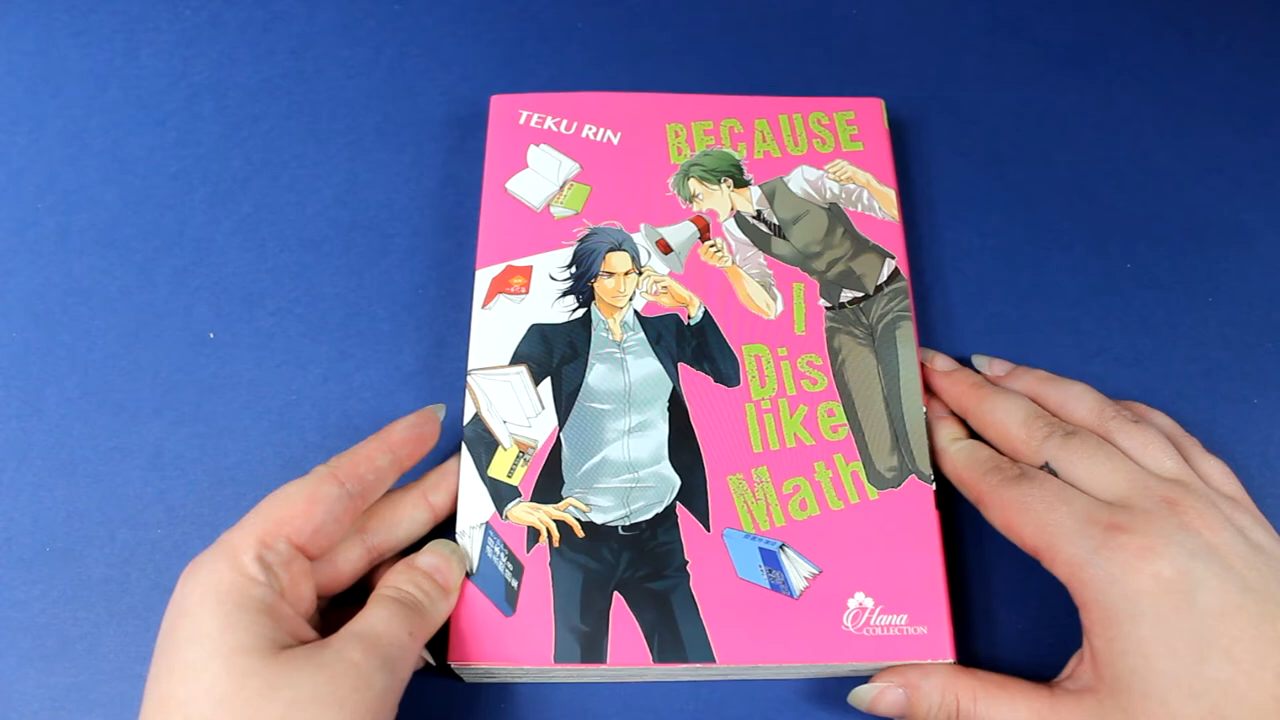 TEKU RIN
BECAUSE
I
Dis
like
Math
Hana
COLLECTION